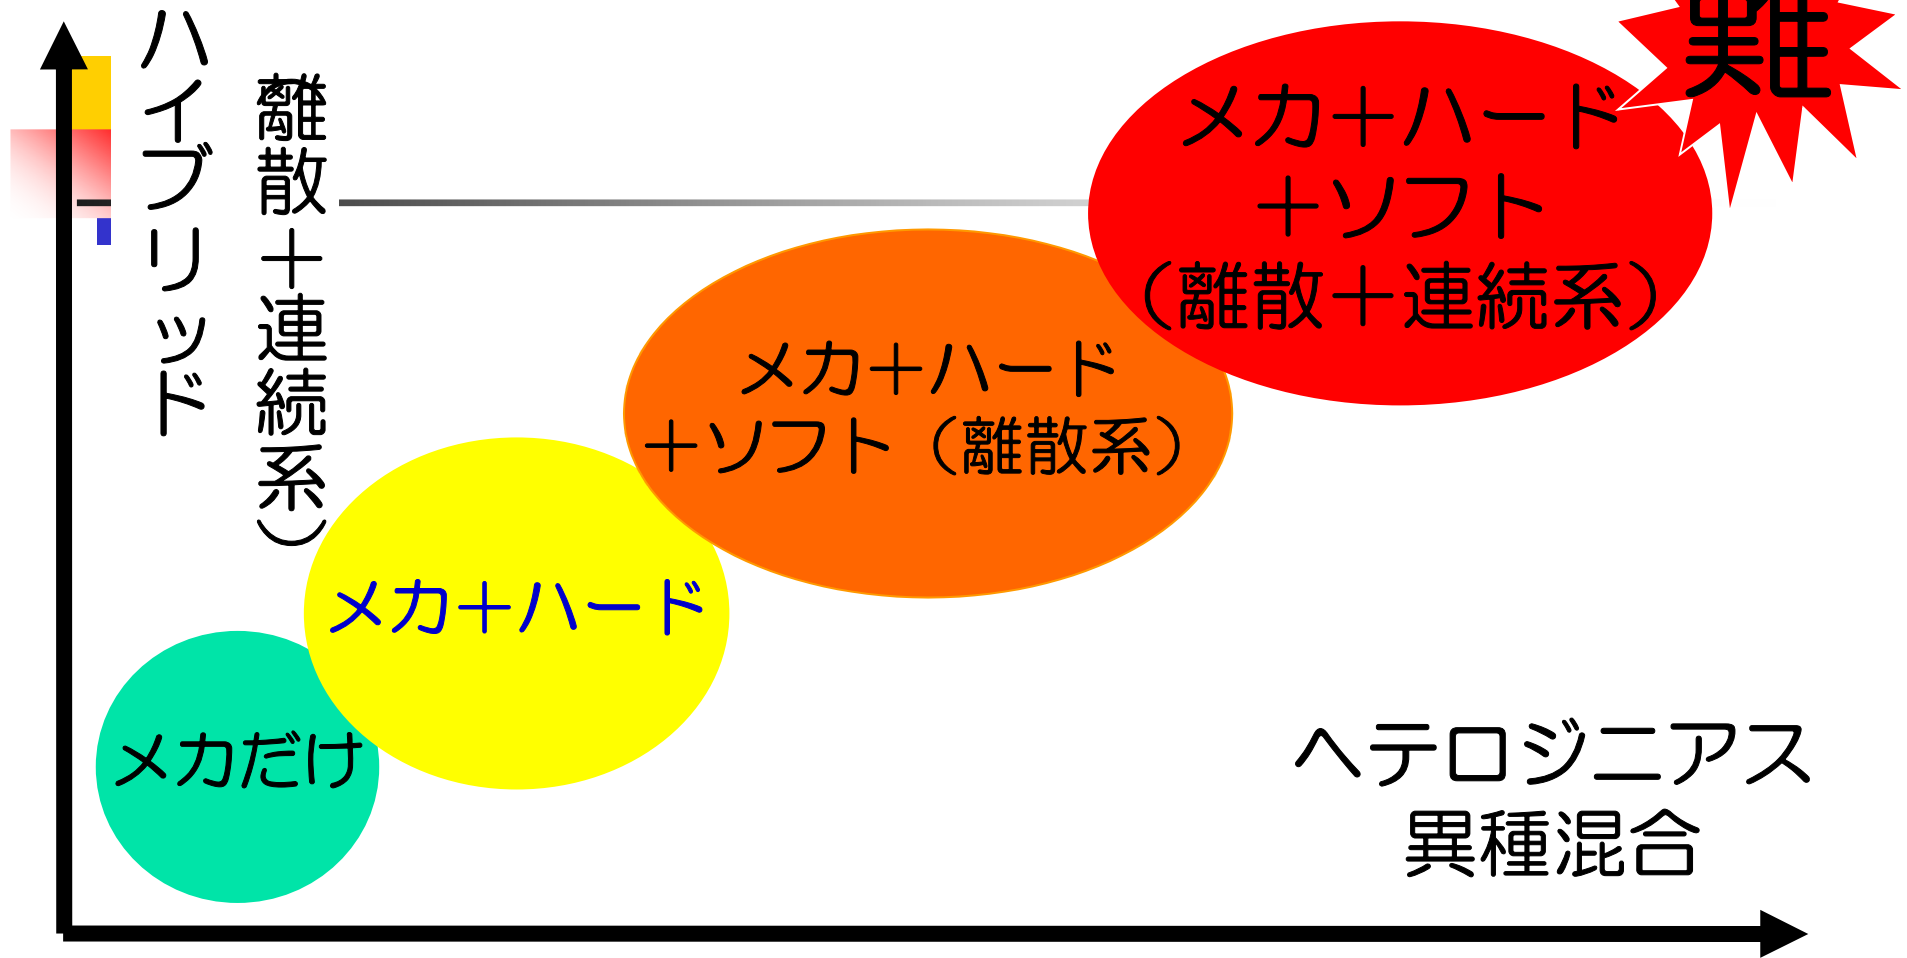 ハイブリッド
離散＋連続系）
難
メカ＋ハード
＋ソフト
（離散＋連続系）
メカ＋ハード
＋ソフト（離散系）
メカ＋ハード
メカだけ
ヘテロジニアス
異種混合